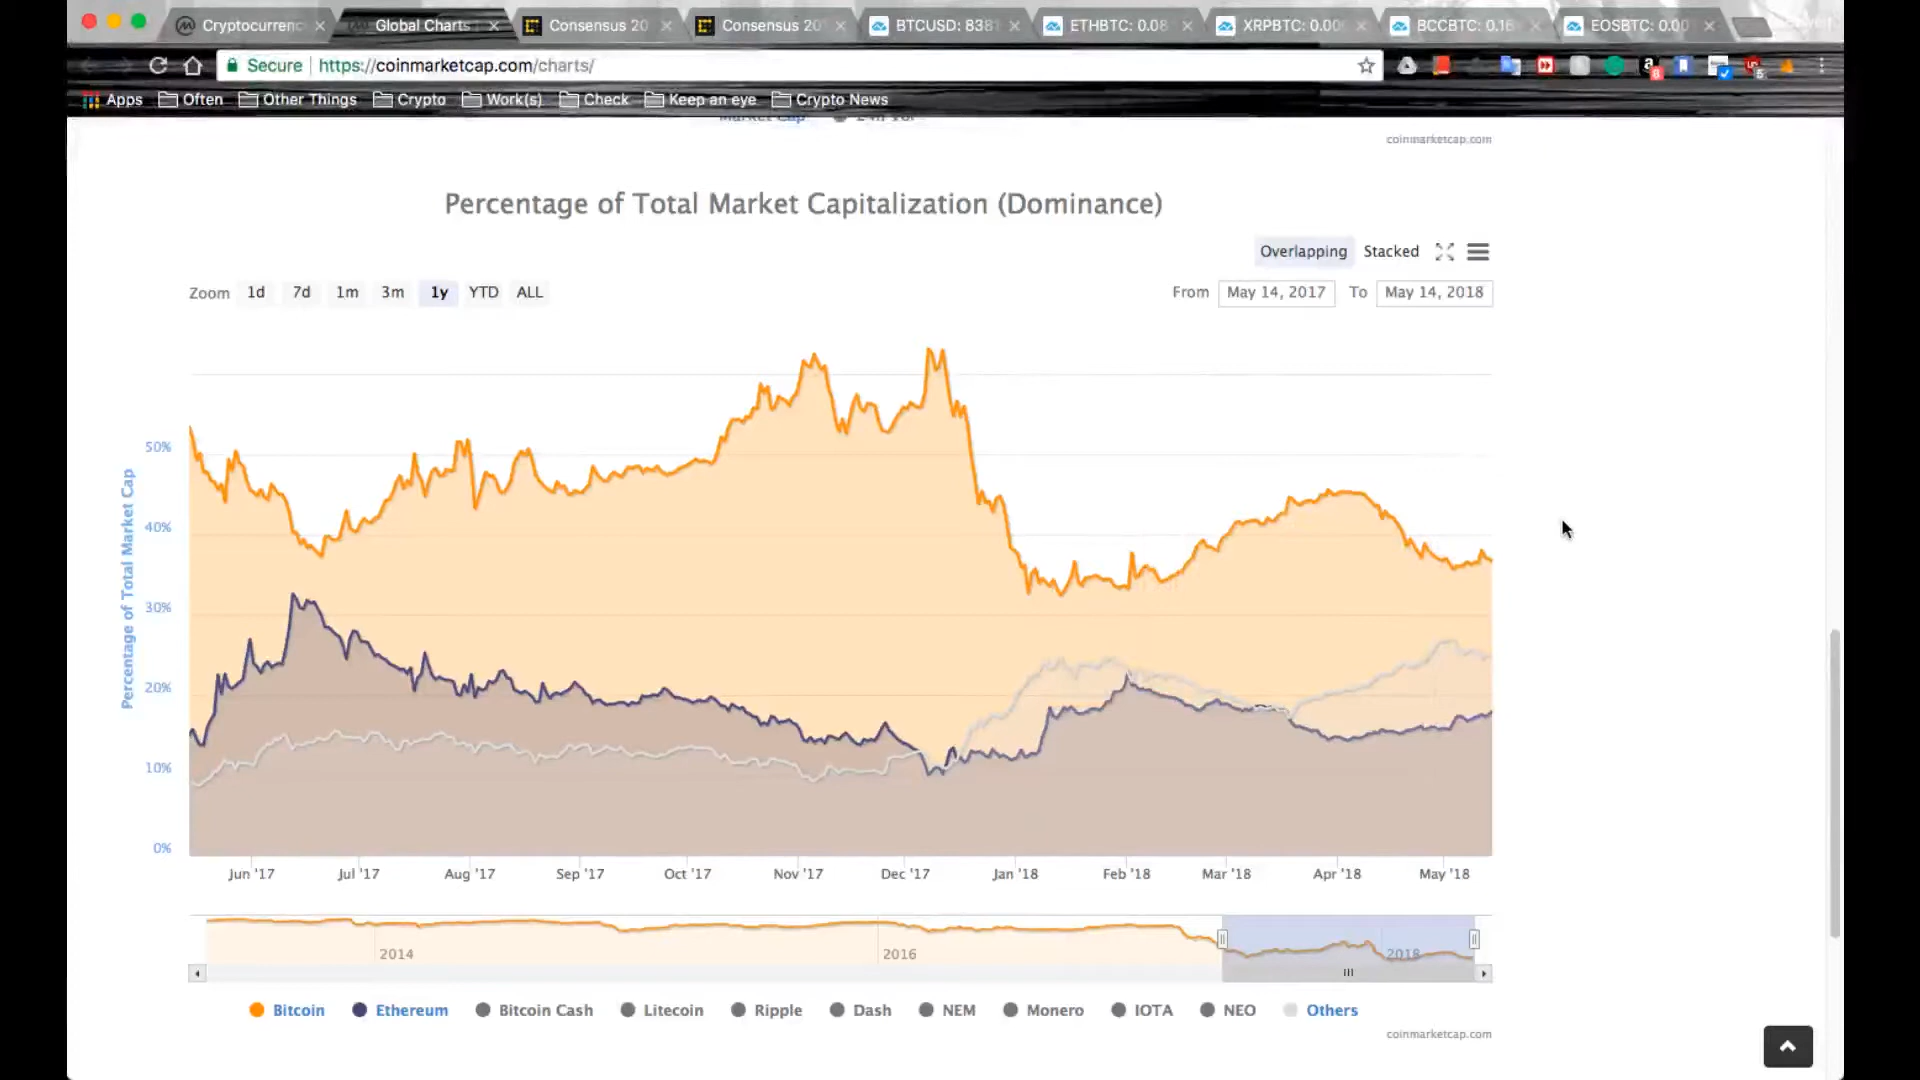 Cryptocurrenc
Global Charts
Consensus 20
Consensus 20
BTCUSD: 838
ETHBTC: 0.08
XRPBTC: 0.00
BCCBTC: 0.16
EOSBTC: 0.00
Secure https://coinmarketcap.com/charts/
Apps Often Other Things Crypto Work(s) Check Keep an eye Crypto News
Market Cap
coinmarketcap.com
Percentage of Total Market Capitalization (Dominance)
Overlapping Stacked
Zoom 1d 7d 1m 3m 1y YTD ALL
From May 14, 2017 To May 14, 2018
Percentage of Total Market Cap
50%
40%
30%
20%
10%
0%
Jun '17 Jul '17 Aug '17 Sep '17 Oct '17 Nov '17 Dec '17 Jan '18 Feb '18 Mar '18 Apr '18 May '18
2014 2016 2018
Bitcoin Ethereum Bitcoin Cash Litecoin Ripple Dash NEM Monero IOTA NEO Others
coinmarketcap.com